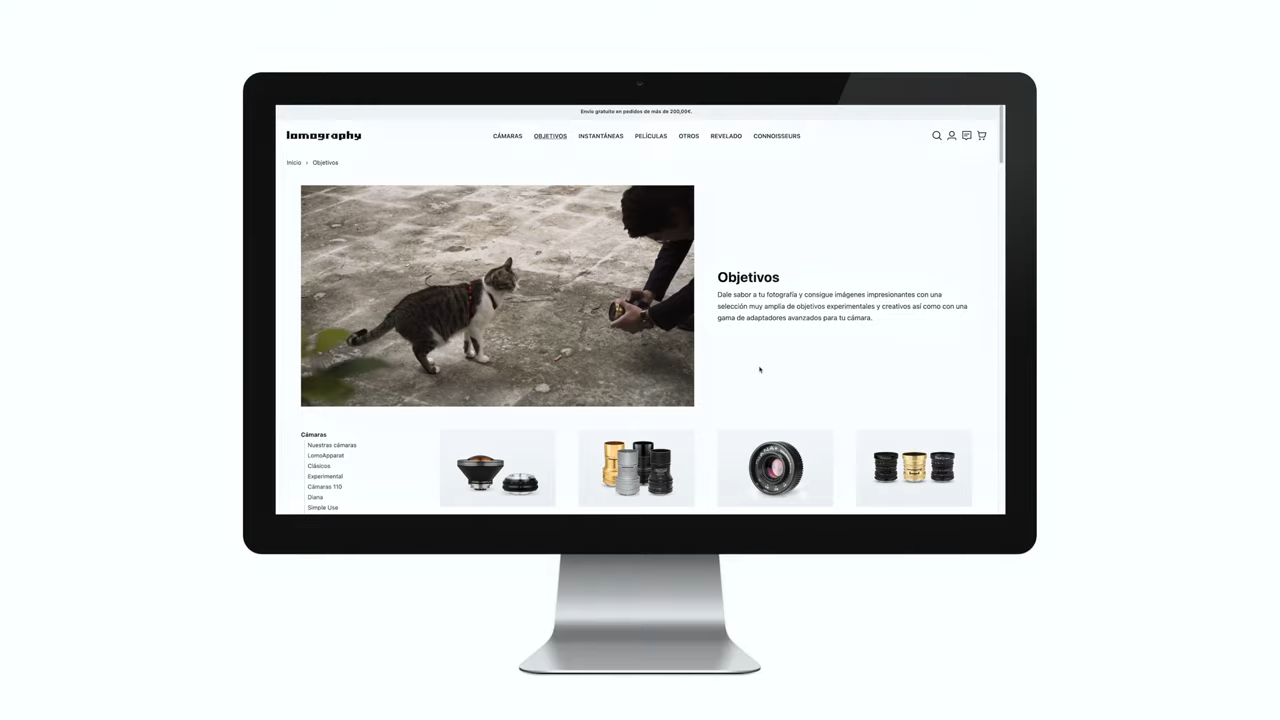 Envío gratuito en pedidos de más de 200,00€.
lomography
CÁMARAS OBJETIVOS INSTANTÁNEAS PELÍCULAS OTROS REVELADO CONNOISSEURS
Inicio › Objetivos
Objetivos
Dale sabor a tu fotografía y consigue imágenes impresionantes con una
selección muy amplia de objetivos experimentales y creativos así como con una
gama de adaptadores avanzados para tu cámara.
Cámaras
Nuestras cámaras
LomoApparat
Clásicos
Experimental
Cámaras 110
Diana
Simple Use